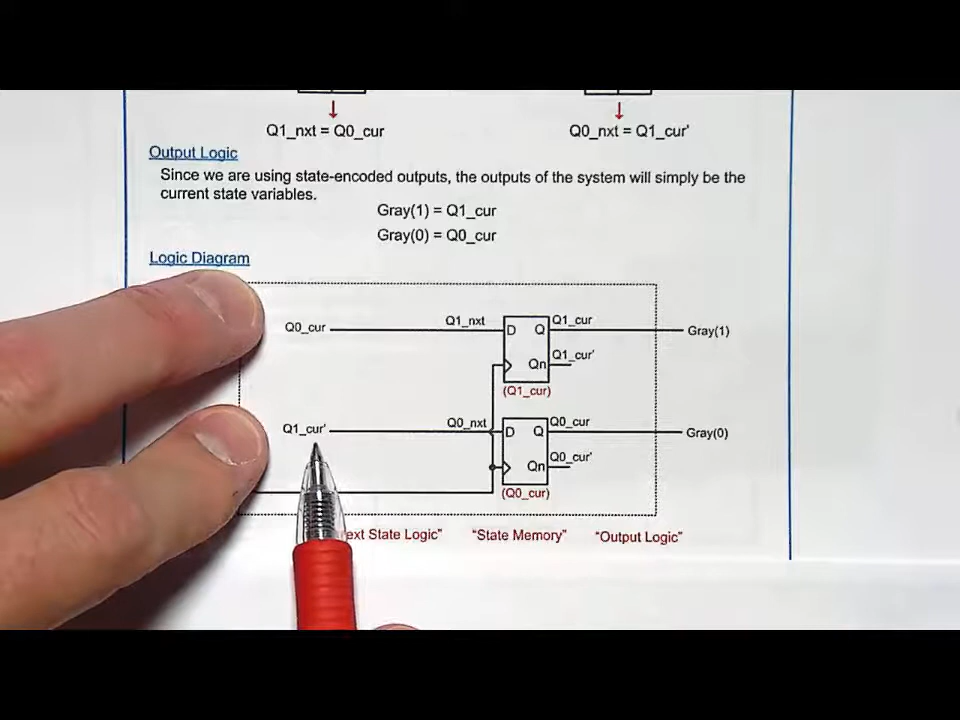 Q1_nxt = Q0_cur
Q0_nxt = Q1_cur'
Output Logic
Since we are using state-encoded outputs, the outputs of the system will simply be the
current state variables.
Gray(1) = Q1_cur
Gray(0) = Q0_cur
Logic Diagram
Q0_cur
Q1_nxt
D
Q
Q1_cur
Gray(1)
Qn
Q1_cur'
(Q1_cur)
Q1_cur'
Q0_nxt
D
Q
Q0_cur
Gray(0)
Qn
Q0_cur'
(Q0_cur)
State Logic"
"State Memory"
"Output Logic"